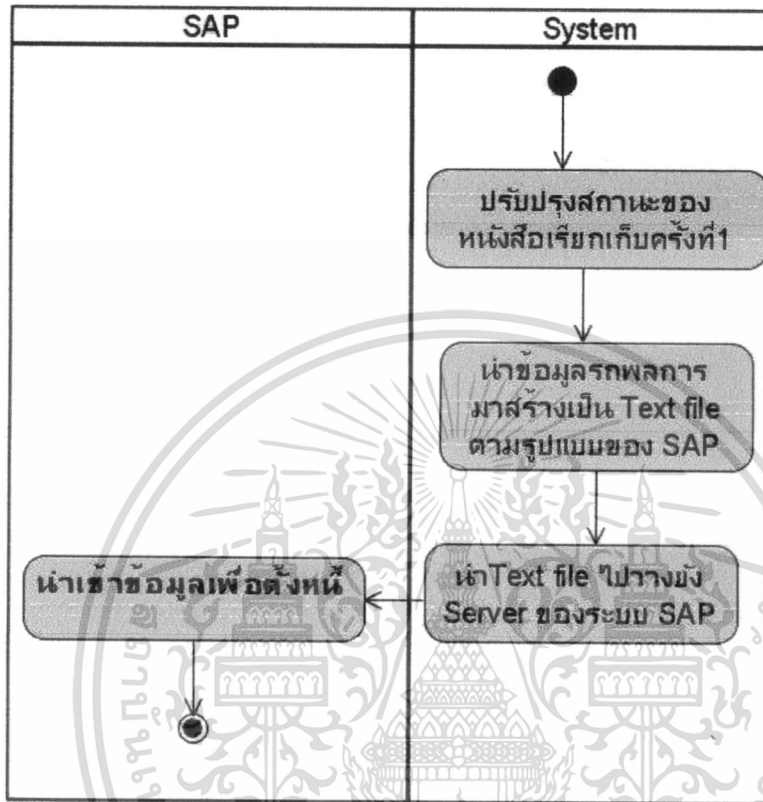 SAP
System
ปรับปรุงสถานะของ
หนังสือเรียกเก็บครั้งที่1
นำข้อมูลรถพลการ
มาสร้างเป็น Text file
ตามรูปแบบของ SAP
นำเข้าข้อมูลเพื่อตั้งหนี้
นำText file ไปวางยัง
Server ของระบบ SAP